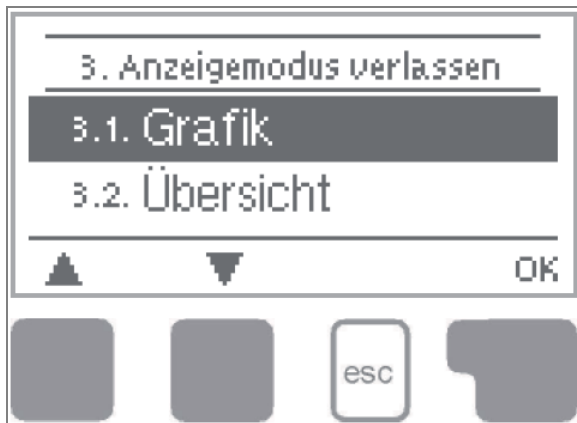 3. Anzeigemodus verlassen
3.1. Grafik
3.2. Übersicht
OK
esc